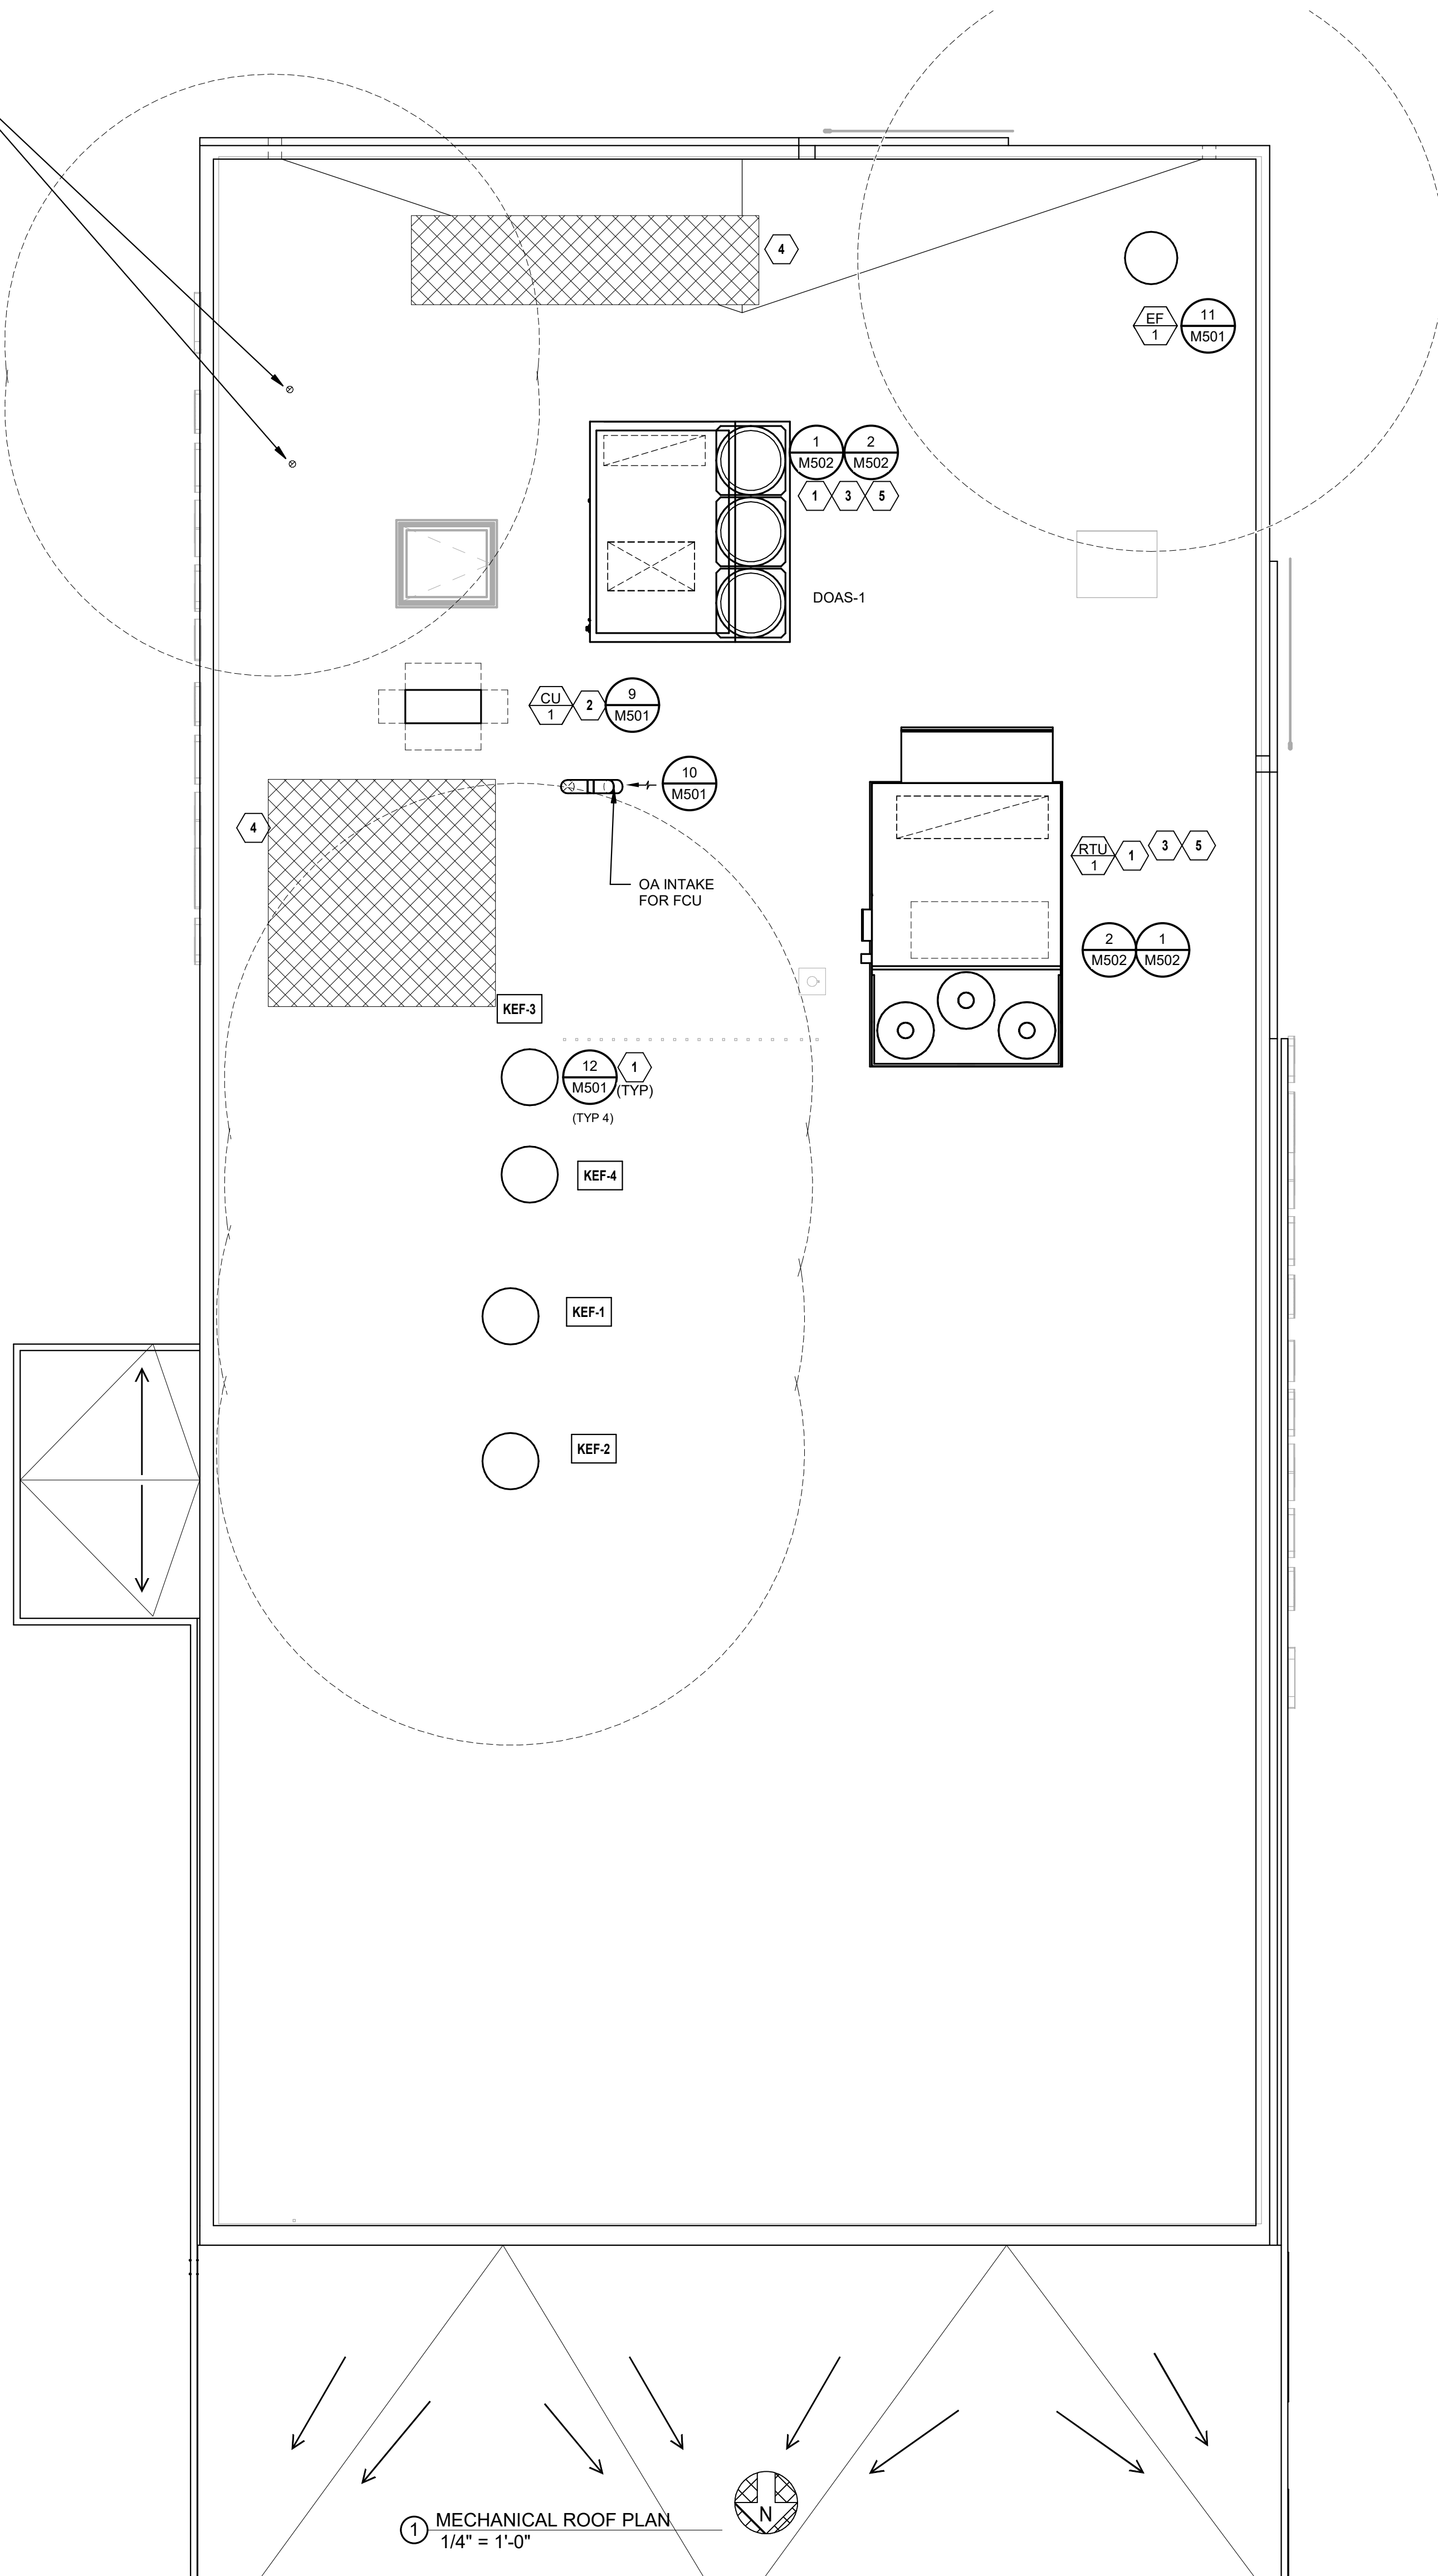 4
EF
1
11
M501
1
M502
2
M502
1
3
5
DOAS-1
CU
1
2
9
M501
10
M501
4
OA INTAKE
FOR FCU
RTU
1
1
3
5
2
M502
1
M502
KEF-3
12
M501
1
(TYP)
(TYP 4)
KEF-4
KEF-1
KEF-2
N
1
MECHANICAL ROOF PLAN
1/4" = 1'-0"